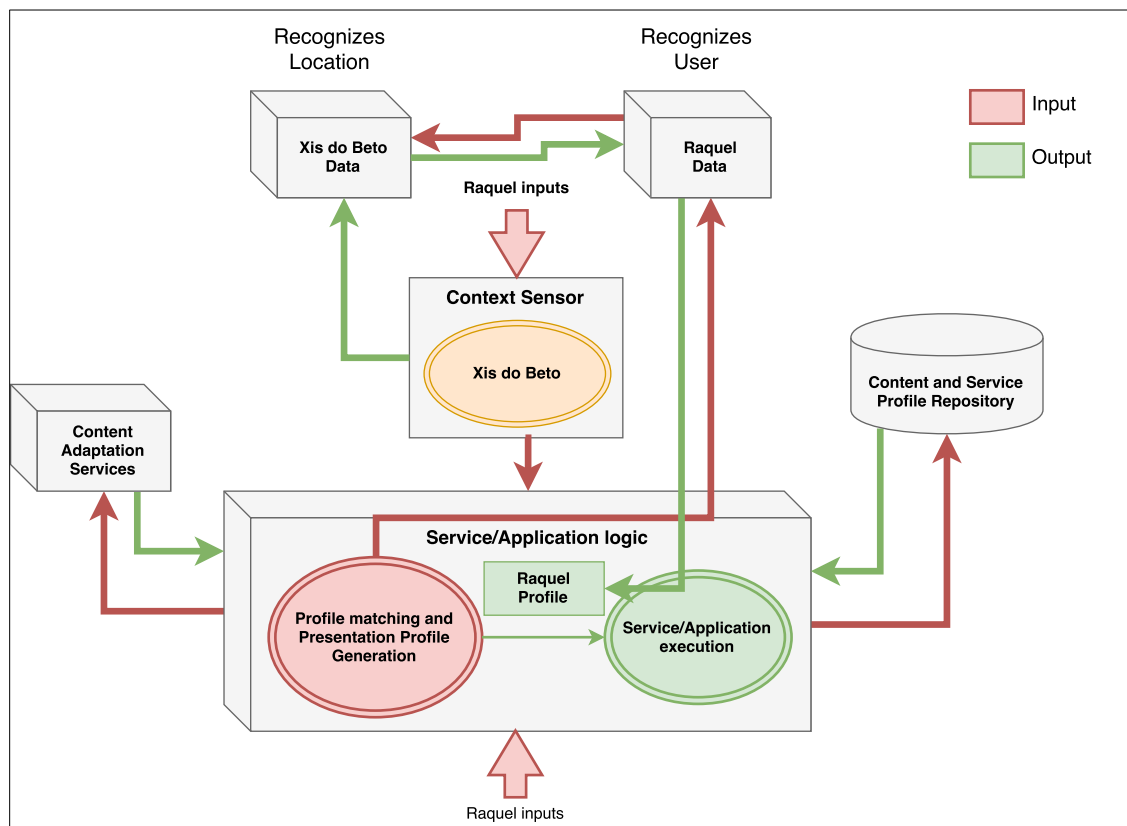 Recognizes
Location
Recognizes
User
Input
Output
Xis do Beto
Data
Raquel
Data
Raquel inputs
Context Sensor
Xis do Beto
Content and Service
Profile Repository
Content
Adaptation
Services
Service/Application logic
Raquel
Profile
Profile matching and
Presentation Profile
Generation
Service/Application
execution
Raquel inputs